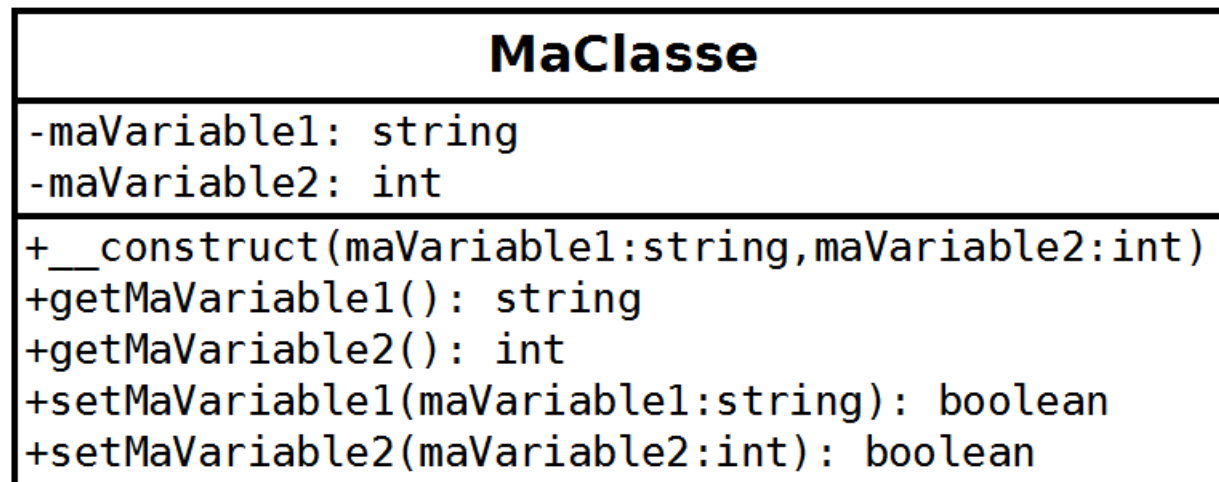 MaClasse
-maVariable1: string
-maVariable2: int
+__construct(maVariable1:string,maVariable2:int)
+getMaVariable1(): string
+getMaVariable2(): int
+setMaVariable1(maVariable1:string): boolean
+setMaVariable2(maVariable2:int): boolean